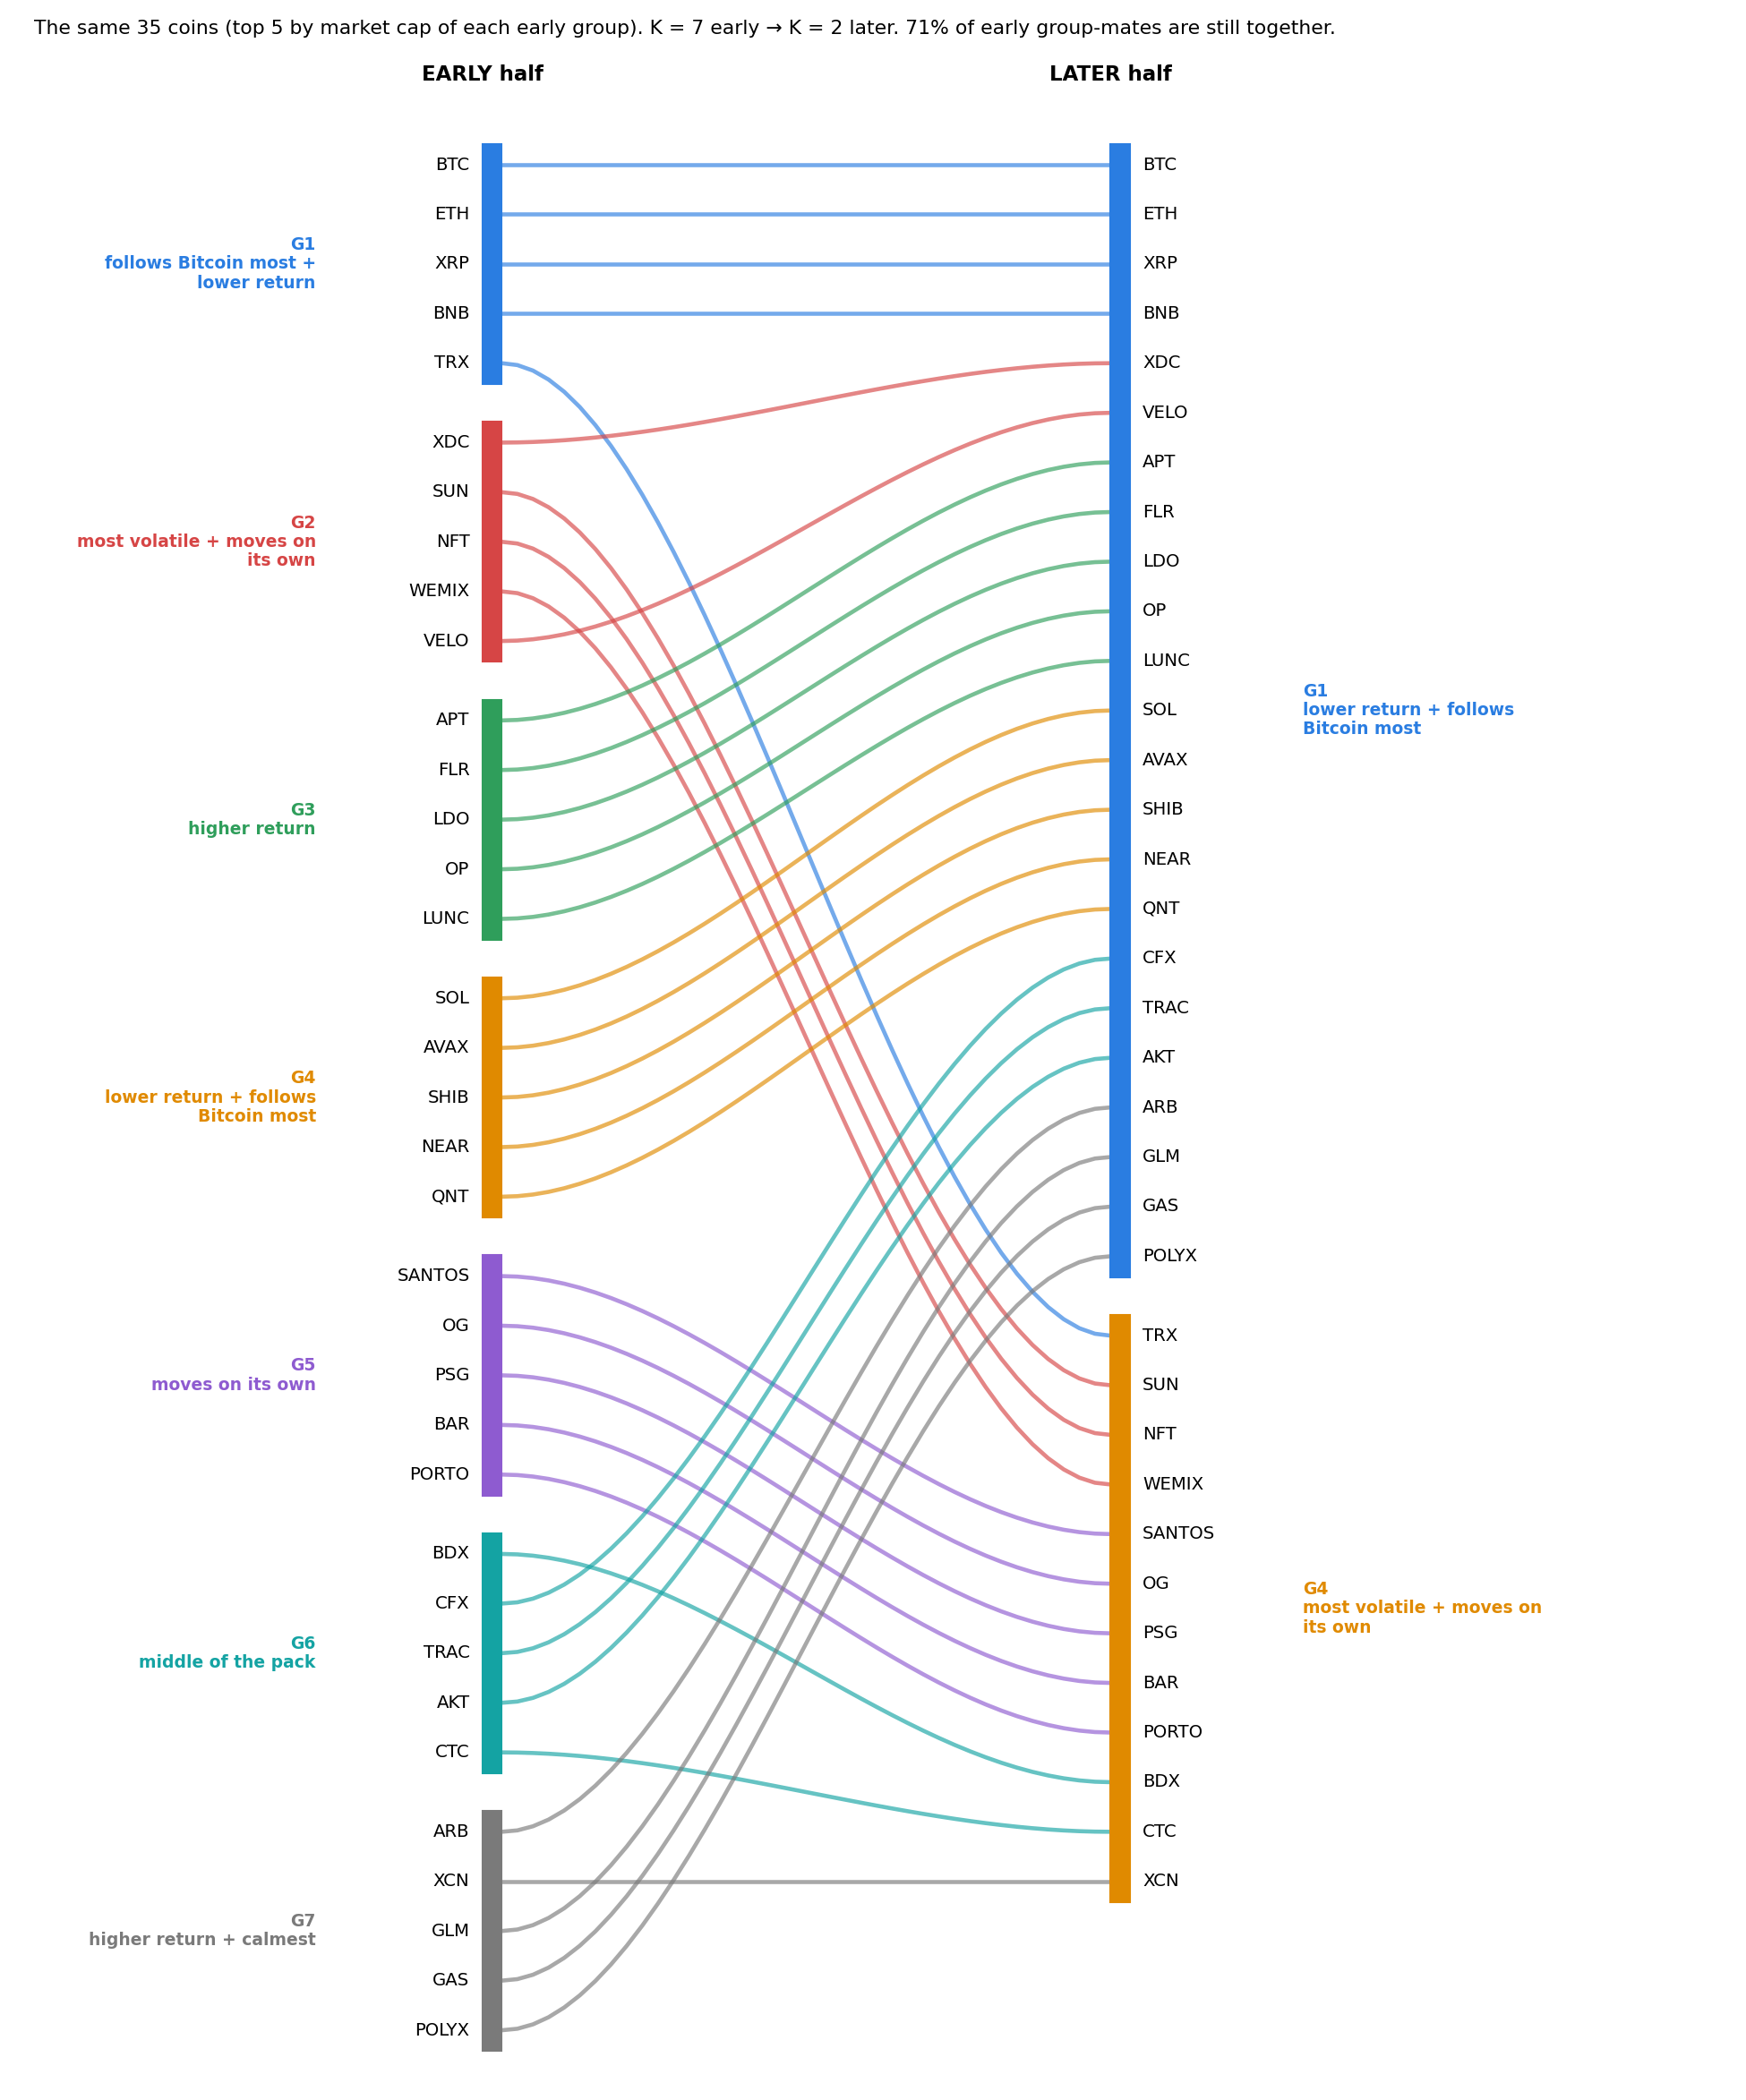 The same 35 coins (top 5 by market cap of each early group). K = 7 early → K = 2 later. 71% of early group-mates are still together.
EARLY half
LATER half
G1
follows Bitcoin most +
lower return
BTC
ETH
XRP
BNB
TRX
G2
most volatile + moves on
its own
XDC
SUN
NFT
WEMIX
VELO
G3
higher return
APT
FLR
LDO
OP
LUNC
G4
lower return + follows
Bitcoin most
SOL
AVAX
SHIB
NEAR
QNT
G5
moves on its own
SANTOS
OG
PSG
BAR
PORTO
G6
middle of the pack
BDX
CFX
TRAC
AKT
CTC
G7
higher return + calmest
ARB
XCN
GLM
GAS
POLYX
BTC
ETH
XRP
BNB
XDC
VELO
APT
FLR
LDO
OP
LUNC
SOL
AVAX
SHIB
NEAR
QNT
CFX
TRAC
AKT
ARB
GLM
GAS
POLYX
G1
lower return + follows
Bitcoin most
TRX
SUN
NFT
WEMIX
SANTOS
OG
PSG
BAR
PORTO
BDX
CTC
XCN
G4
most volatile + moves on
its own